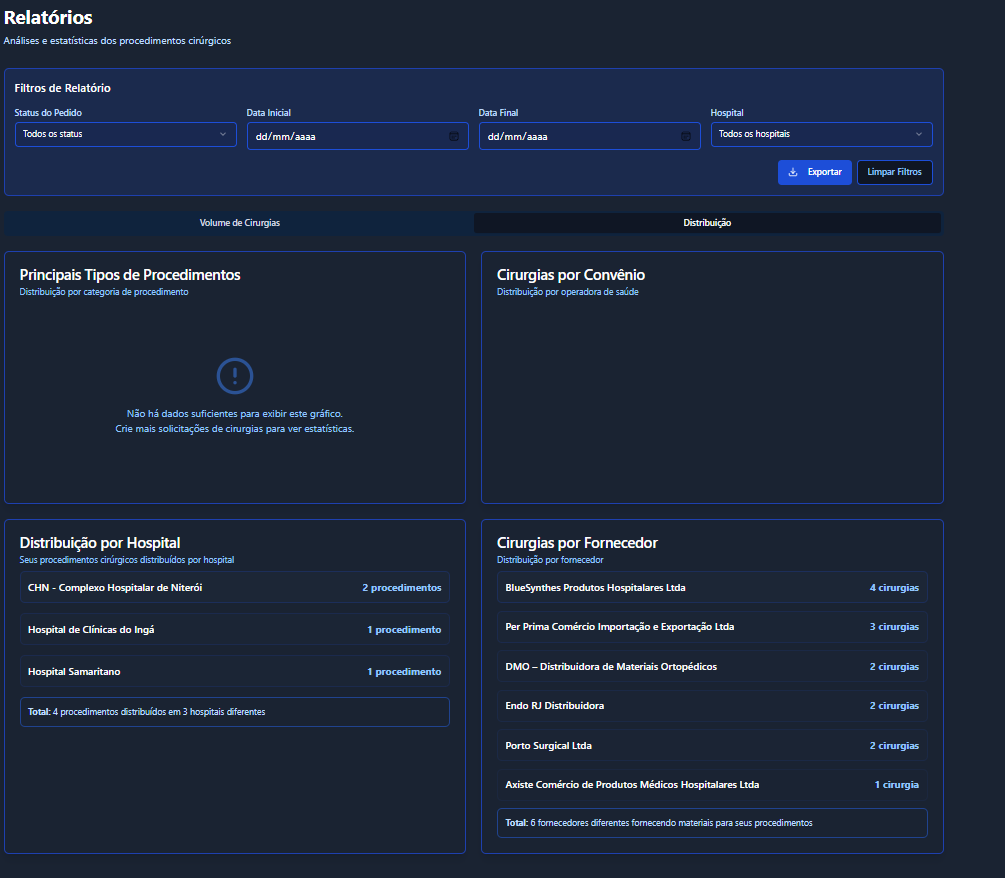 Relatórios
Análises e estatísticas dos procedimentos cirúrgicos
Filtros de Relatório
Status do Pedido
Todos os status
Data Inicial
dd/mm/aaaa
Data Final
dd/mm/aaaa
Hospital
Todos os hospitais
Exportar
Limpar Filtros
Volume de Cirurgias
Distribuição
Principais Tipos de Procedimentos
Distribuição por categoria de procedimento
Não há dados suficientes para exibir este gráfico.
Crie mais solicitações de cirurgias para ver estatísticas.
Cirurgias por Convênio
Distribuição por operadora de saúde
Distribuição por Hospital
Seus procedimentos cirúrgicos distribuídos por hospital
CHN - Complexo Hospitalar de Niterói 2 procedimentos
Hospital de Clínicas do Ingá 1 procedimento
Hospital Samaritano 1 procedimento
Total: 4 procedimentos distribuídos em 3 hospitais diferentes
Cirurgias por Fornecedor
Distribuição por fornecedor
BlueSynthes Produtos Hospitalares Ltda 4 cirurgias
Per Prima Comércio Importação e Exportação Ltda 3 cirurgias
DMO – Distribuidora de Materiais Ortopédicos 2 cirurgias
Endo RJ Distribuidora 2 cirurgias
Porto Surgical Ltda 2 cirurgias
Axiste Comércio de Produtos Médicos Hospitalares Ltda 1 cirurgia
Total: 6 fornecedores diferentes fornecendo materiais para seus procedimentos